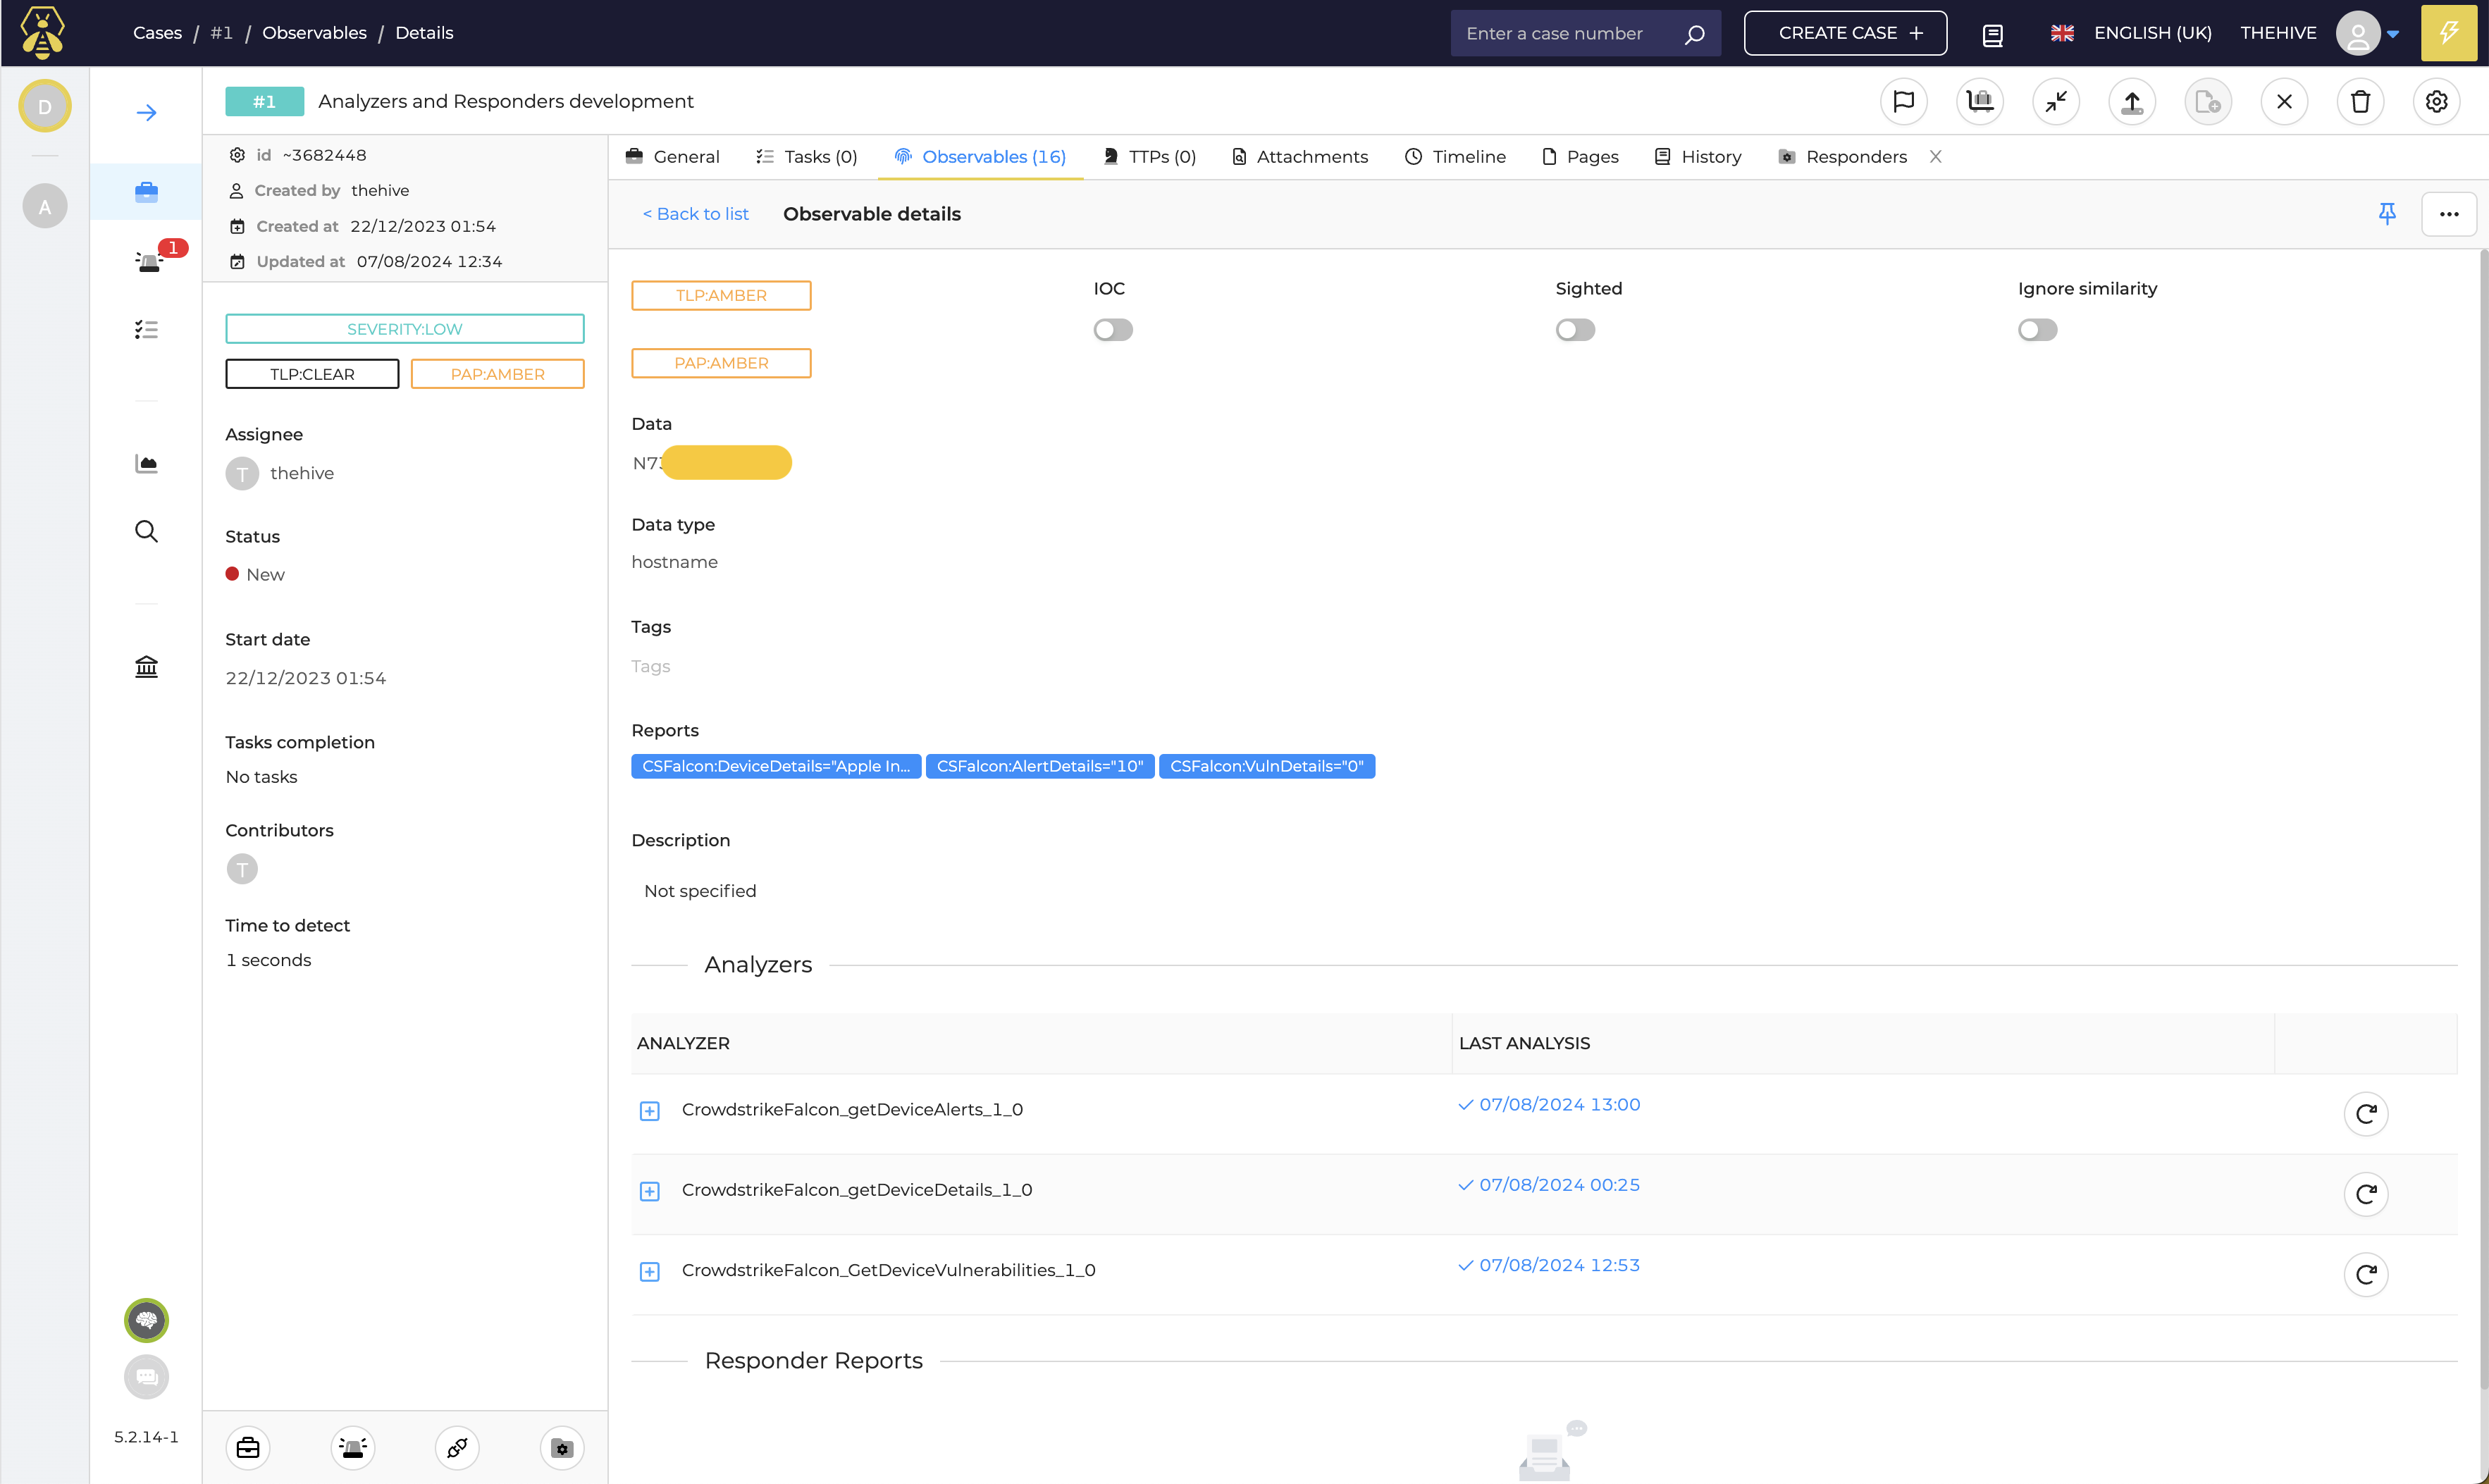 Cases / #1 / Observables / Details
Enter a case number
CREATE CASE +
ENGLISH (UK)
THEHIVE
D
A
1
5.2.14-1
#1 Analyzers and Responders development
id ~3682448
Created by thehive
Created at 22/12/2023 01:54
Updated at 07/08/2024 12:34
SEVERITY:LOW
TLP:CLEAR PAP:AMBER
Assignee
T thehive
Status
New
Start date
22/12/2023 01:54
Tasks completion
No tasks
Contributors
T
Time to detect
1 seconds
General Tasks (0) Observables (16) TTPs (0) Attachments Timeline Pages History Responders X
< Back to list Observable details
TLP:AMBER
PAP:AMBER
IOC
Sighted
Ignore similarity
Data
Data type
hostname
Tags
Tags
Reports
CSFalcon:DeviceDetails="Apple In... CSFalcon:AlertDetails="10" CSFalcon:VulnDetails="0"
Description
Not specified
Analyzers
ANALYZER LAST ANALYSIS
CrowdstrikeFalcon_getDeviceAlerts_1_0 07/08/2024 13:00
CrowdstrikeFalcon_getDeviceDetails_1_0 07/08/2024 00:25
CrowdstrikeFalcon_GetDeviceVulnerabilities_1_0 07/08/2024 12:53
Responder Reports